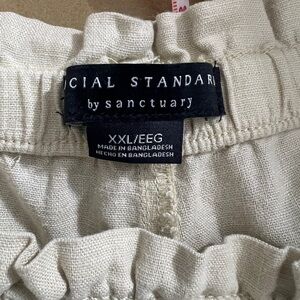 CIAL STANDAR
by sanctuary
XXL/EEG
MADE IN BANGLADESH
HECHO EN BANGLADESH